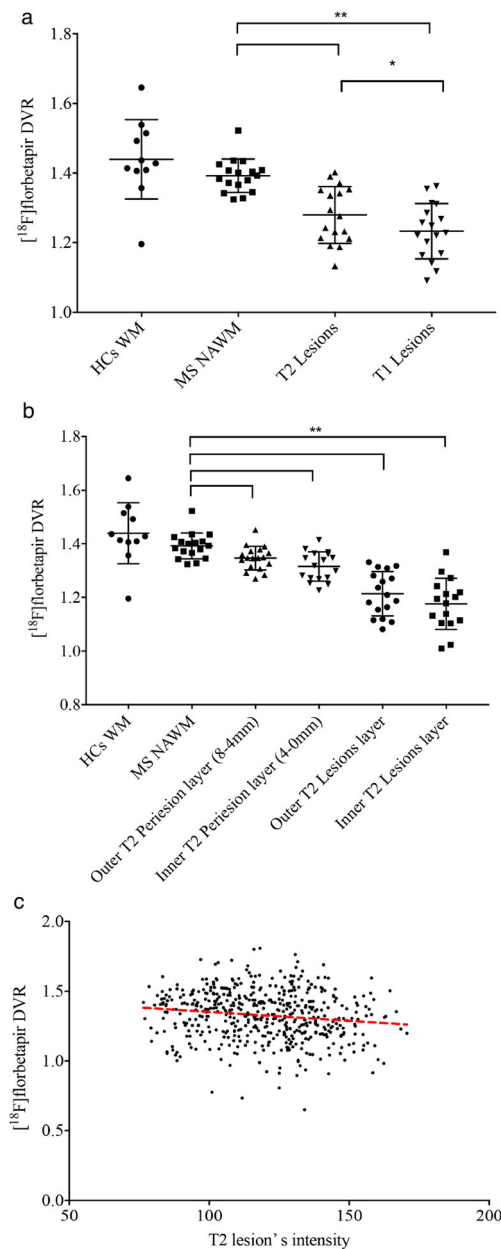 a
**
*
[18F]florbetapir DVR
1.8
1.6
1.4
1.2
1.0
HCs WM
MS NAWM
T2 Lesions
T1 Lesions
b
**
[18F]florbetapir DVR
1.8
1.6
1.4
1.2
1.0
0.8
HCs WM
MS NAWM
Outer T2 Periesion layer (8-4mm)
Inner T2 Periesion layer (4-0mm)
Outer T2 Lesions layer
Inner T2 Lesions layer
c
[18F]florbetapir DVR
2.0
1.5
1.0
0.5
0.0
50
100
150
200
T2 lesion's intensity